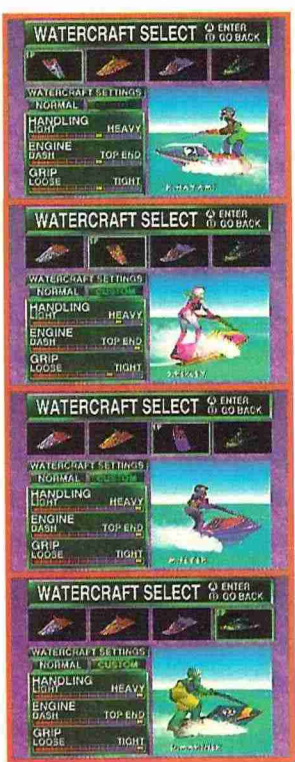 WATERCRAFT SELECT
ENTER
GO BACK
1P
WATERCRAFT SETTINGS
NORMAL
HANDLING
LIGHT HEAVY
ENGINE
DASH TOP END
GRIP
LOOSE TIGHT
R.HAYAMI
WATERCRAFT SELECT
ENTER
GO BACK
1P
WATERCRAFT SETTINGS
NORMAL CUSTOM
HANDLING
LIGHT HEAVY
ENGINE
DASH TOP END
GRIP
LOOSE TIGHT
WATERCRAFT SELECT
ENTER
GO BACK
1P
WATERCRAFT SETTINGS
NORMAL CUSTOM
HANDLING
LIGHT HEAVY
ENGINE
DASH TOP END
GRIP
LOOSE TIGHT
WATERCRAFT SELECT
ENTER
GO BACK
WATERCRAFT SETTINGS
NORMAL CUSTOM
HANDLING
LIGHT HEAVY
ENGINE
DASH TOP END
GRIP
LOOSE TIGHT